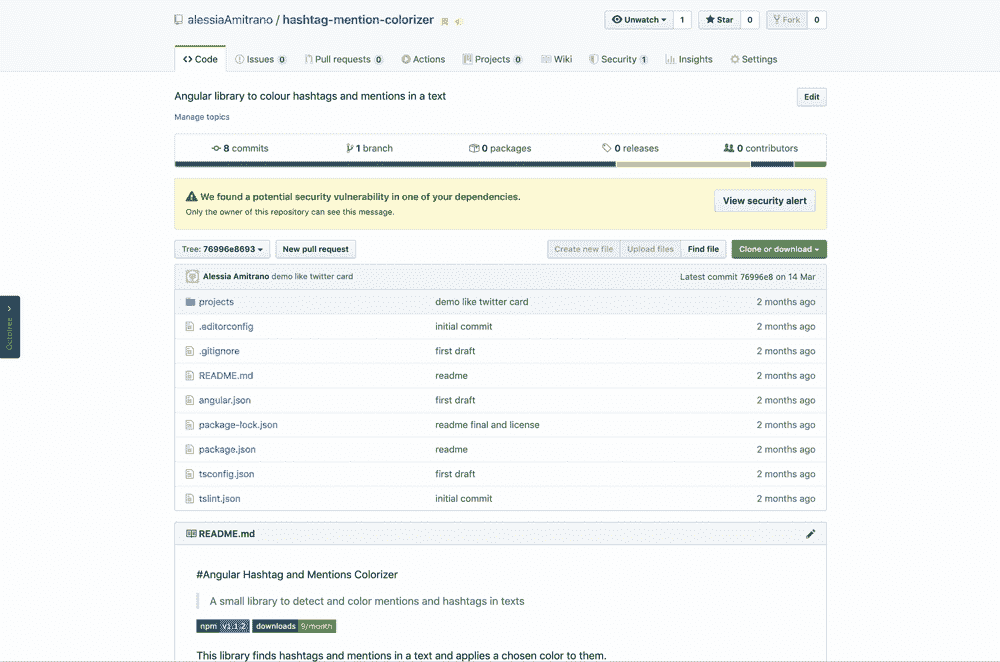 alessiaAmitrano / hashtag-mention-colorizer
Unwatch 1 Star 0 Fork 0
Code Issues 0 Pull requests 0 Actions Projects 0 Wiki Security 1 Insights Settings
Angular library to colour hashtags and mentions in a text
Edit
Manage topics
8 commits 1 branch 0 packages 0 releases 0 contributors
We found a potential security vulnerability in one of your dependencies.
Only the owner of this repository can see this message.
View security alert
Tree: 76996e8693 New pull request Create new file Upload files Find file Clone or download
Alessia Amitrano demo like twitter card Latest commit 76996e8 on 14 Mar
projects demo like twitter card 2 months ago
.editorconfig initial commit 2 months ago
.gitignore first draft 2 months ago
README.md readme 2 months ago
angular.json first draft 2 months ago
package-lock.json readme final and license 2 months ago
package.json readme 2 months ago
tsconfig.json first draft 2 months ago
tslint.json initial commit 2 months ago
Octotree
README.md
#Angular Hashtag and Mentions Colorizer
A small library to detect and color mentions and hashtags in texts
npm v1.1.2 downloads 9/month
This library finds hashtags and mentions in a text and applies a chosen color to them.